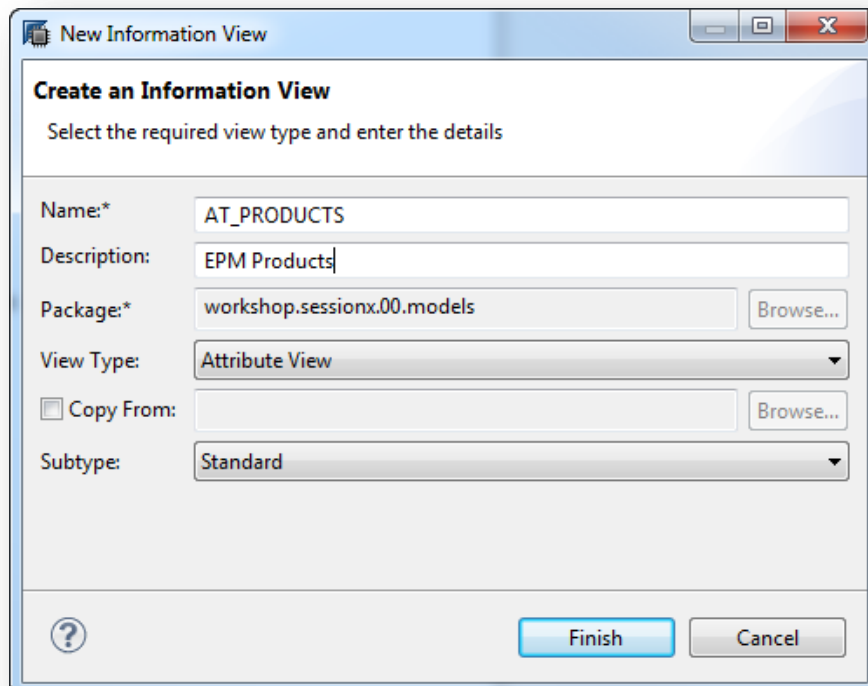 New Information View
Create an Information View
Select the required view type and enter the details
Name:* AT_PRODUCTS
Description: EPM Products
Package:* workshop.sessionx.00.models Browse...
View Type: Attribute View
Copy From: Browse...
Subtype: Standard
? Finish Cancel